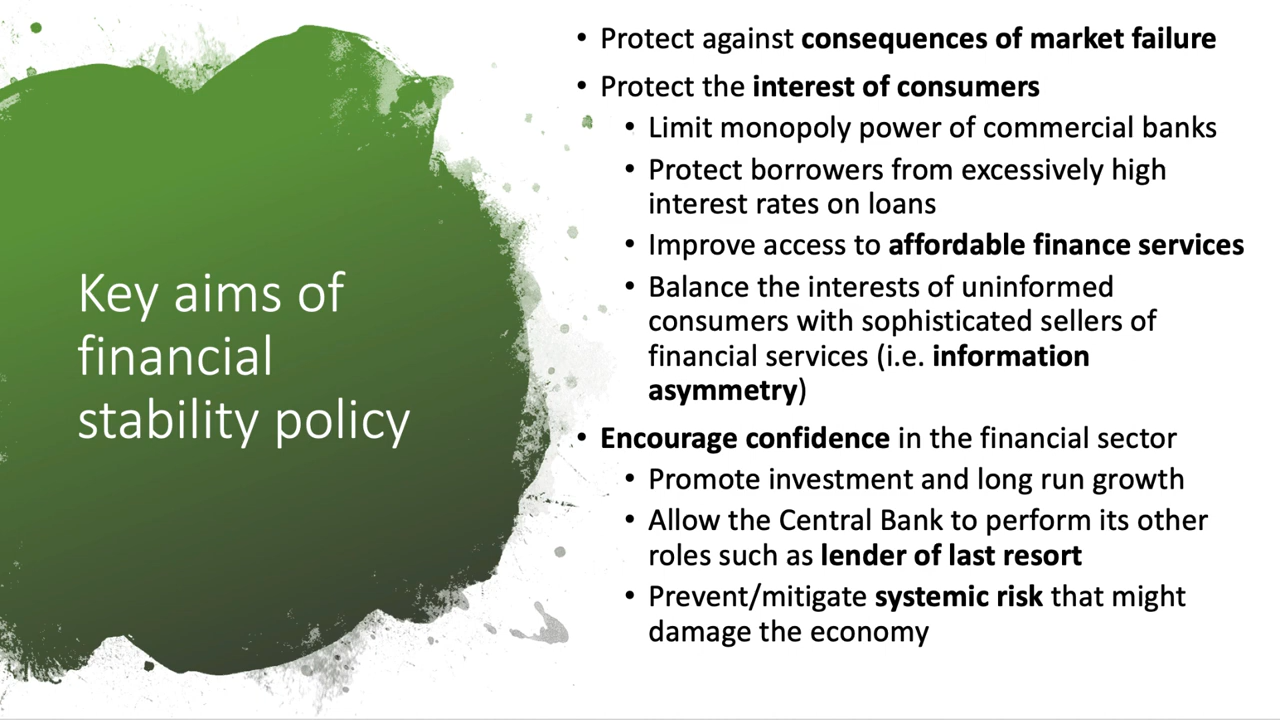 Key aims of
financial
stability policy
• Protect against consequences of market failure
• Protect the interest of consumers
• Limit monopoly power of commercial banks
• Protect borrowers from excessively high
interest rates on loans
• Improve access to affordable finance services
• Balance the interests of uninformed
consumers with sophisticated sellers of
financial services (i.e. information
asymmetry)
• Encourage confidence in the financial sector
• Promote investment and long run growth
• Allow the Central Bank to perform its other
roles such as lender of last resort
• Prevent/mitigate systemic risk that might
damage the economy